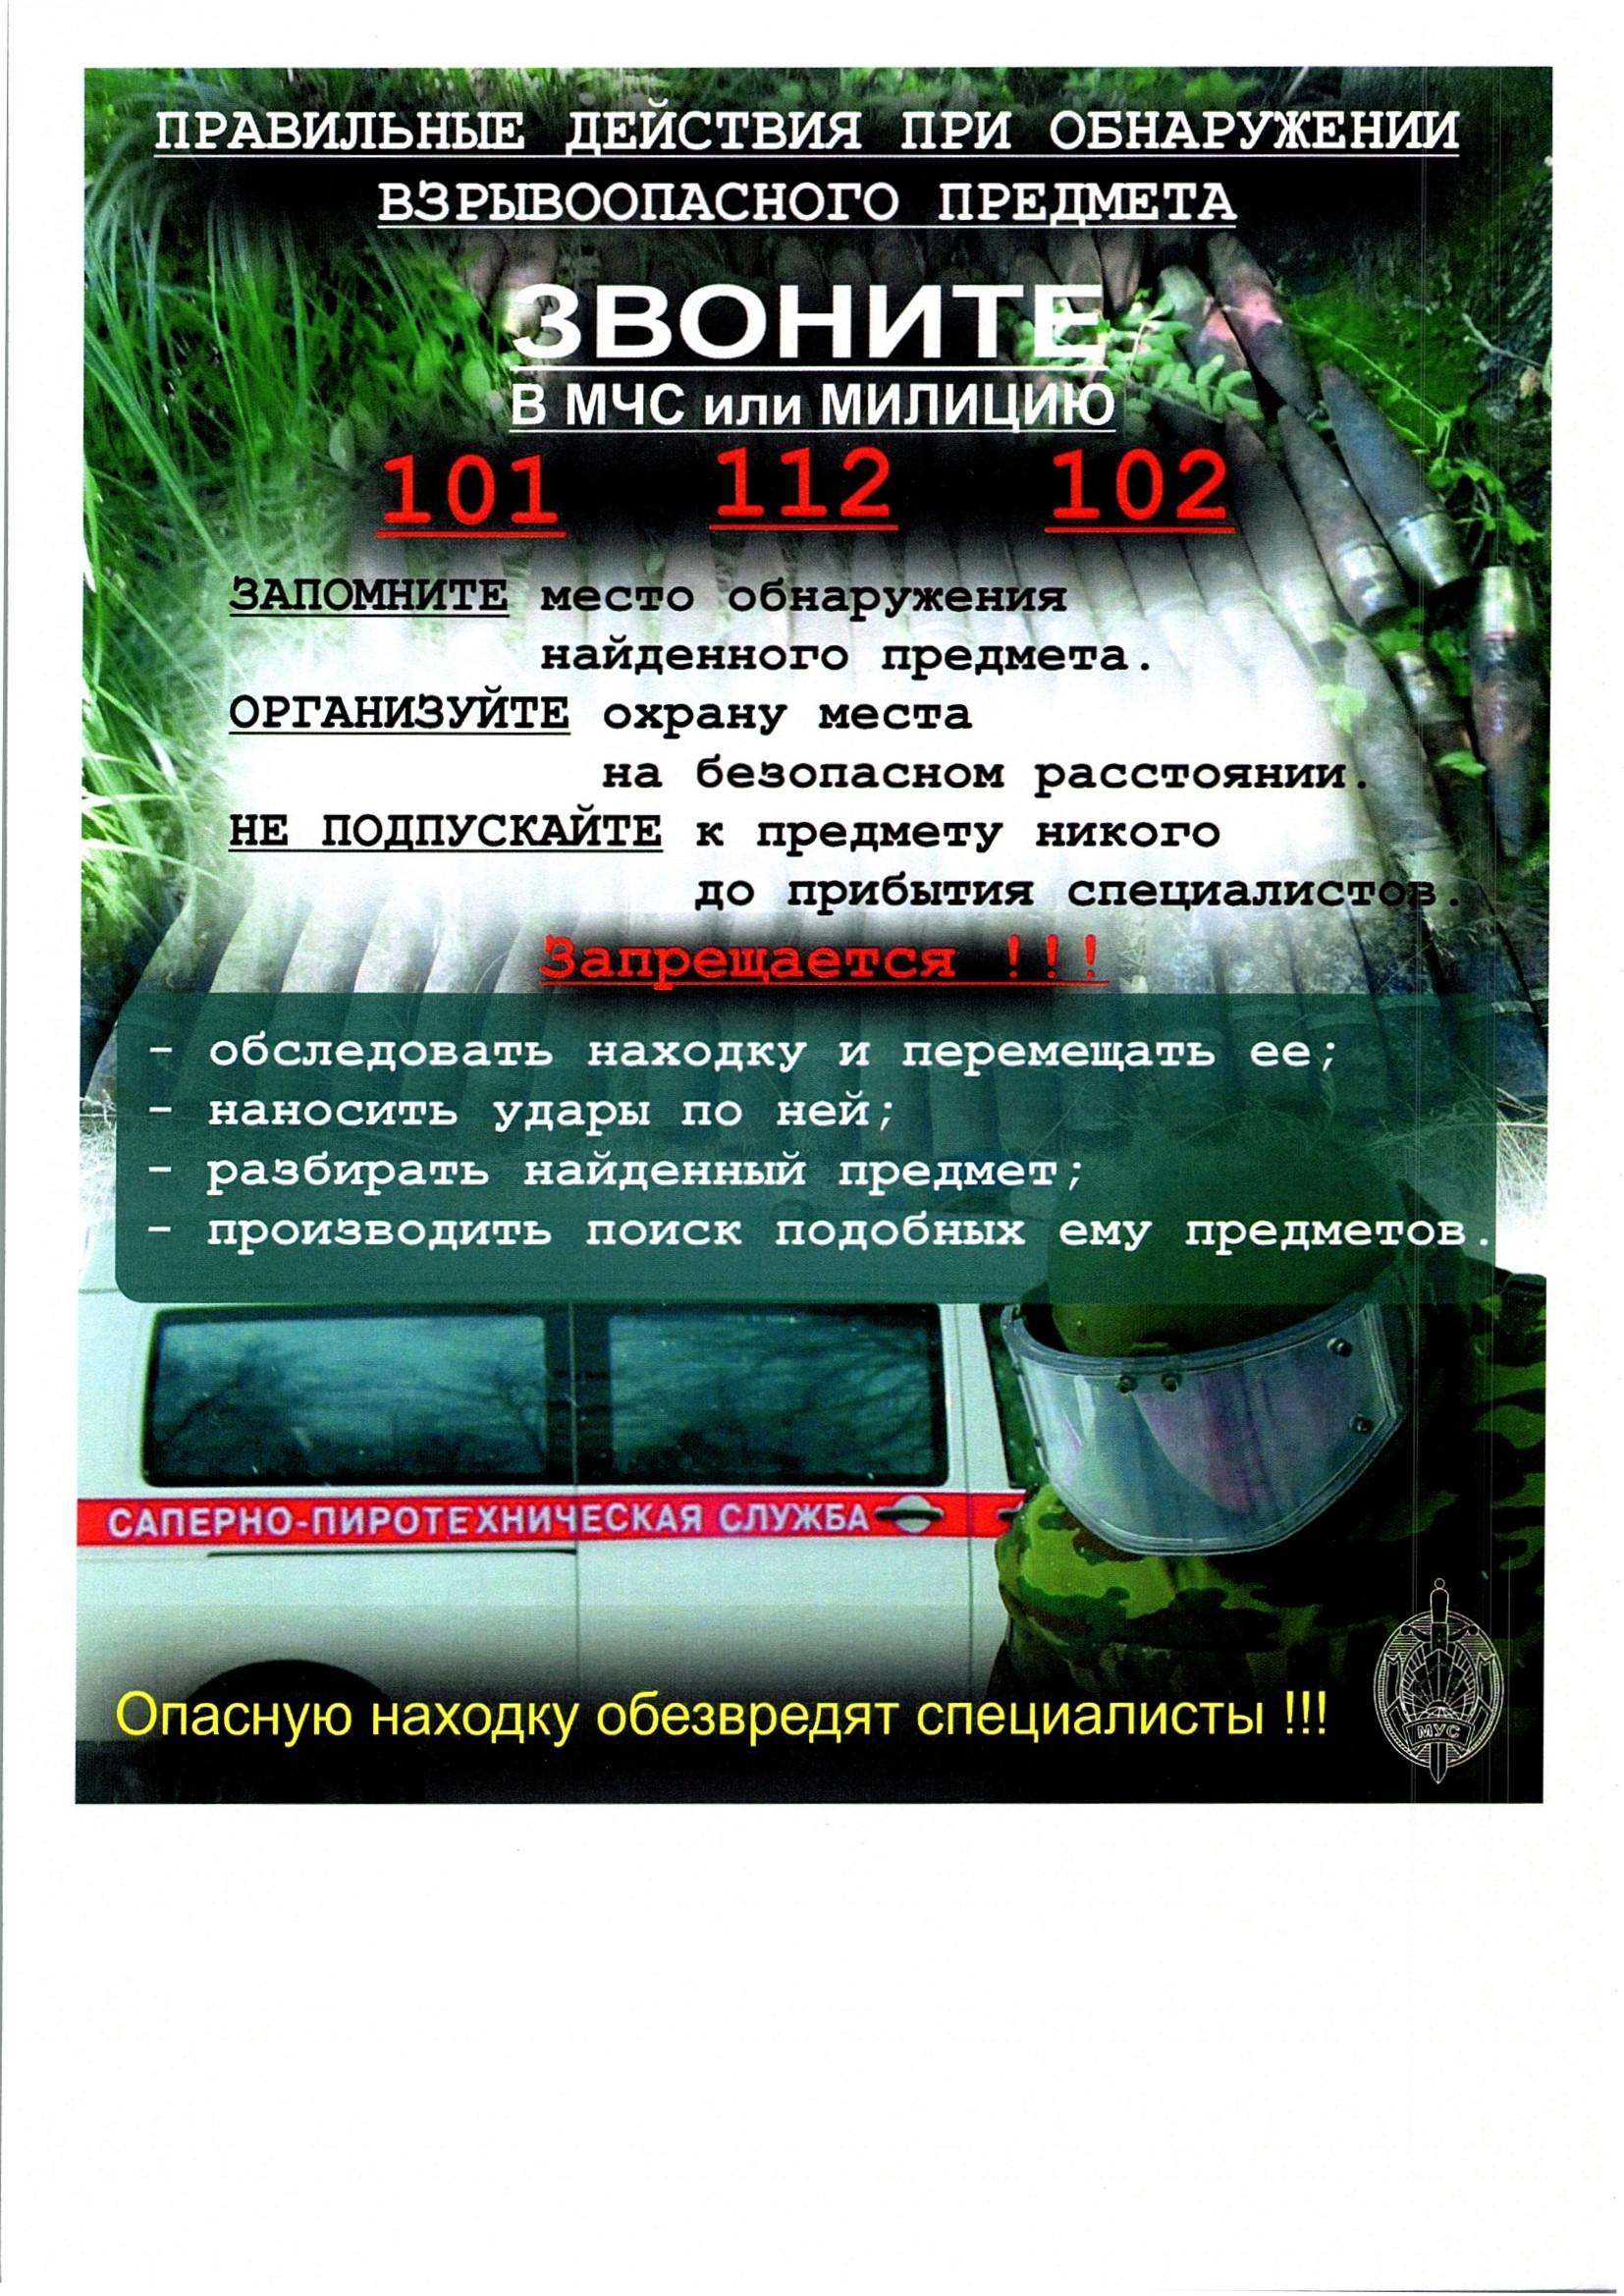 ПРАВИЛЬНЫЕ ДЕЙСТВИЯ ПРИ ОБНАРУЖЕНИИ
ВЗРЫВООПАСНОГО ПРЕДМЕТА
ЗВОНИТЕ
В МЧС или МИЛИЦИЮ
101 112 102
ЗАПОМНИТЕ место обнаружения
найденного предмета.
ОРГАНИЗУЙТЕ охрану места
на безопасном расстоянии.
НЕ ПОДПУСКАЙТЕ к предмету никого
до прибытия специалистов.
Запрещается !!!
- обследовать находку и перемещать ее;
- наносить удары по ней;
- разбирать найденный предмет;
- производить поиск подобных ему предметов.
САПЕРНО-ПИРОТЕХНИЧЕСКАЯ СЛУЖБА
Опасную находку обезвредят специалисты !!!
МУС